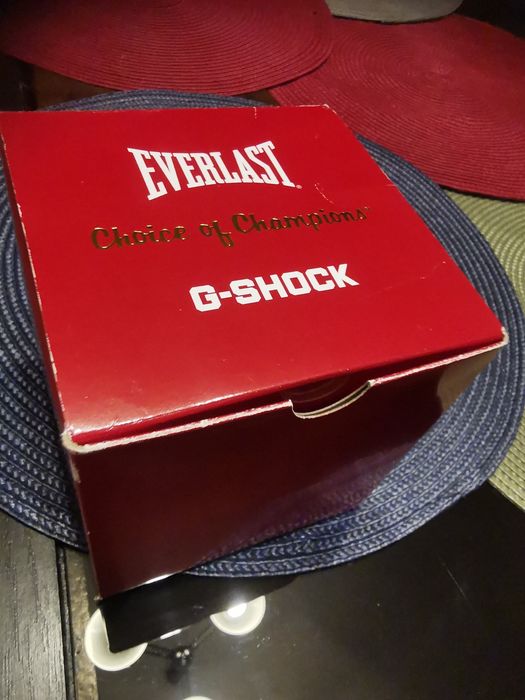 EVERLAST
Choice of Champions
G-SHOCK